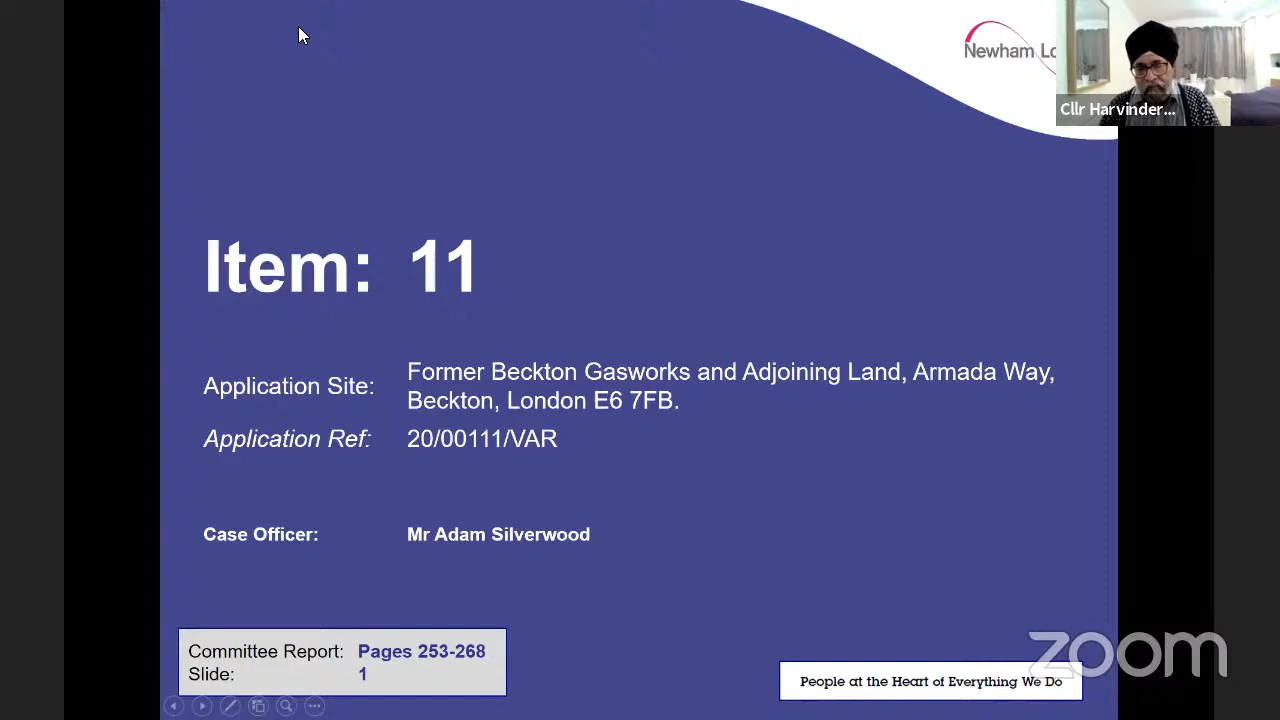 Newham Lo
Cllr Harvinder...
Item: 11
Application Site: Former Beckton Gasworks and Adjoining Land, Armada Way,
Beckton, London E6 7FB.
Application Ref: 20/00111/VAR
Case Officer: Mr Adam Silverwood
Committee Report: Pages 253-268
Slide: 1
zoom
People at the Heart of Everything We Do